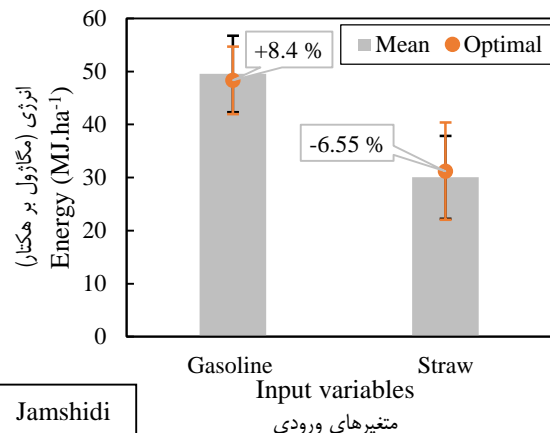 60
50
40
30
20
10
0
انرژی (مگاژول بر هکتار)
Energy (MJ.ha⁻¹)
Mean Optimal
+8.4 %
-6.55 %
Gasoline Straw
Input variables
متغیرهای ورودی
Jamshidi